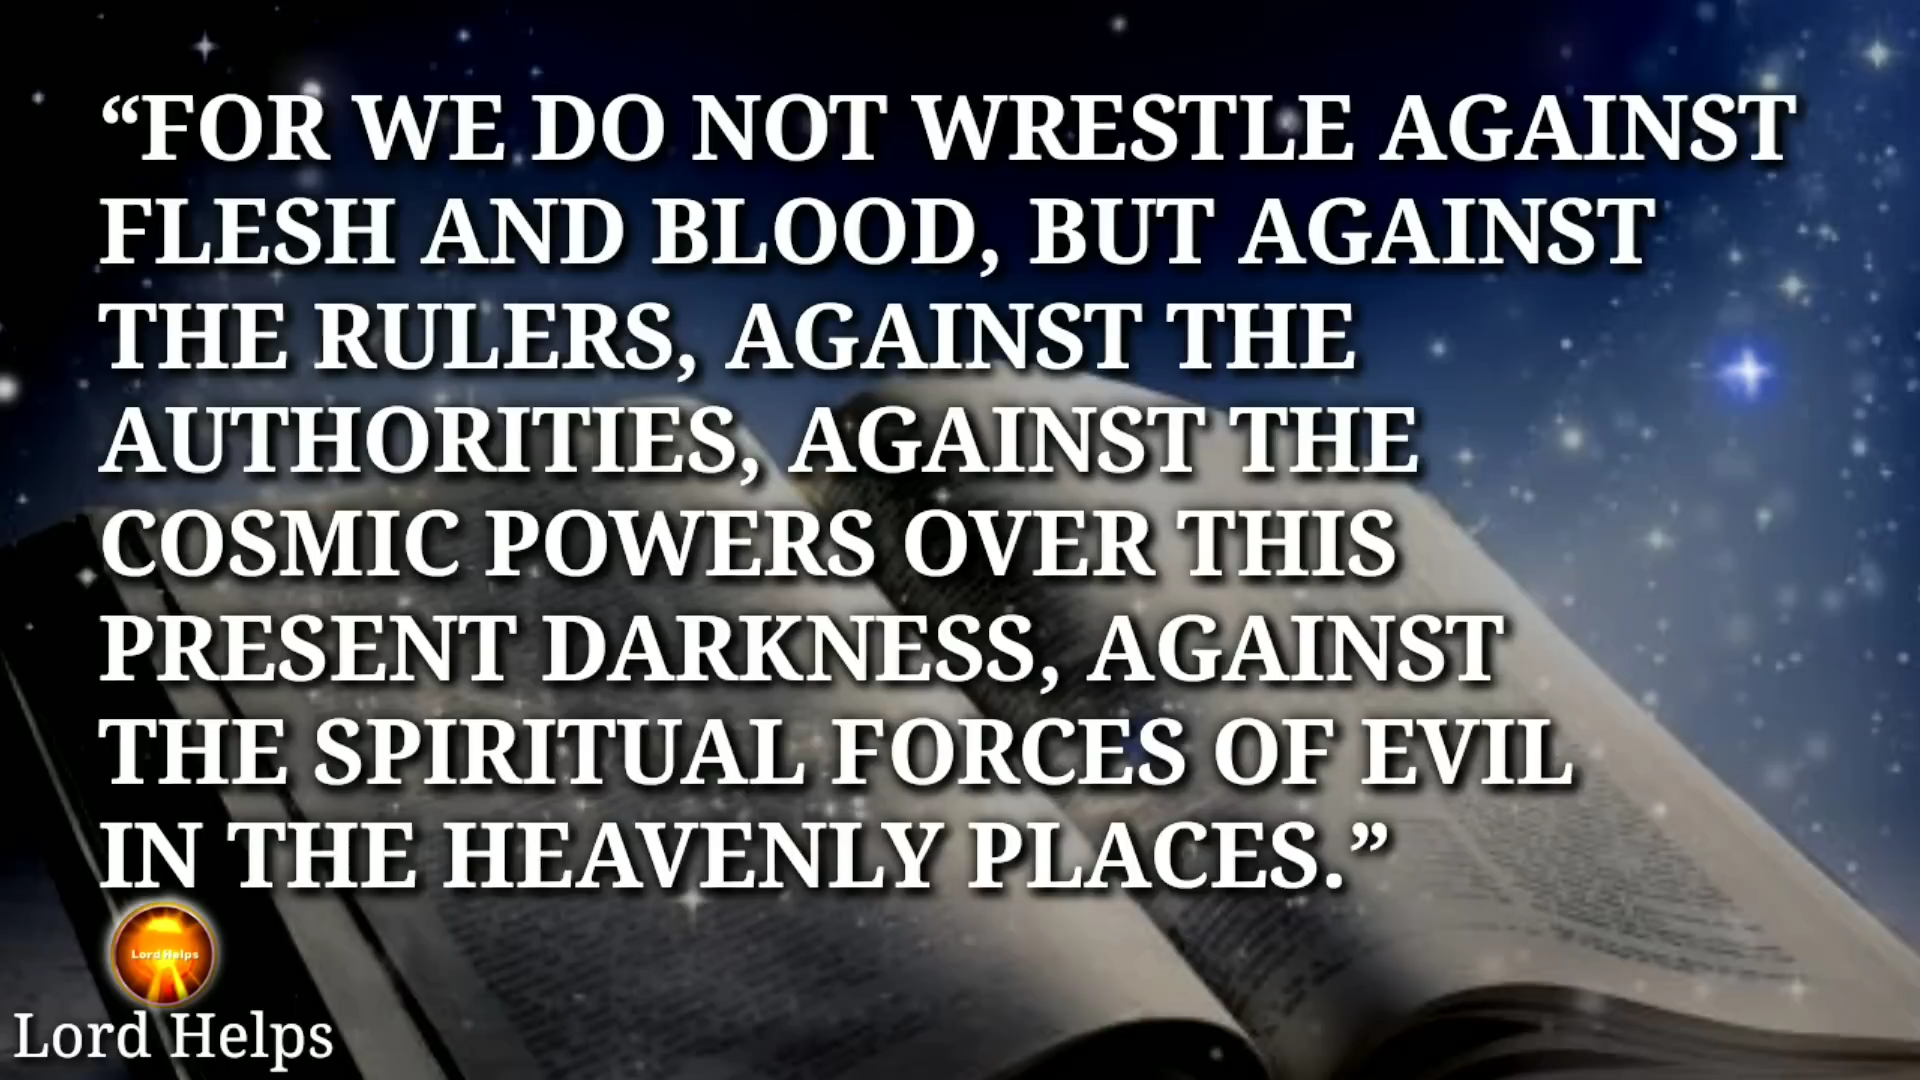 “FOR WE DO NOT WRESTLE AGAINST
FLESH AND BLOOD, BUT AGAINST
THE RULERS, AGAINST THE
AUTHORITIES, AGAINST THE
COSMIC POWERS OVER THIS
PRESENT DARKNESS, AGAINST
THE SPIRITUAL FORCES OF EVIL
IN THE HEAVENLY PLACES.”
Lord Helps
Lord Helps